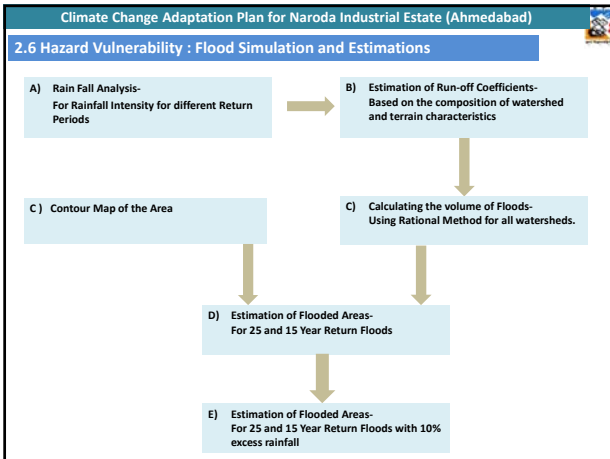 Climate Change Adaptation Plan for Naroda Industrial Estate (Ahmedabad)
2.6 Hazard Vulnerability : Flood Simulation and Estimations
A) Rain Fall Analysis-
For Rainfall Intensity for different Return
Periods
B) Estimation of Run-off Coefficients-
Based on the composition of watershed
and terrain characteristics
C ) Contour Map of the Area
C) Calculating the volume of Floods-
Using Rational Method for all watersheds.
D) Estimation of Flooded Areas-
For 25 and 15 Year Return Floods
E) Estimation of Flooded Areas-
For 25 and 15 Year Return Floods with 10%
excess rainfall